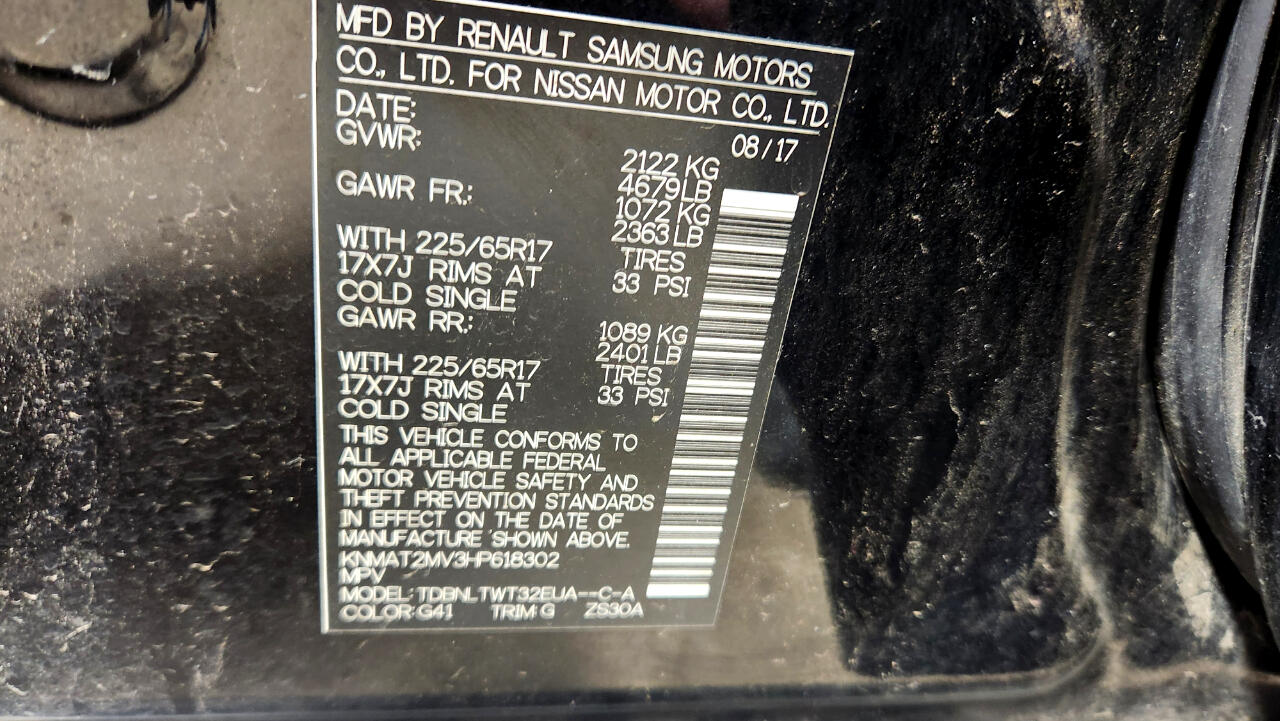 MFD BY RENAULT SAMSUNG MOTORS
CO., LTD. FOR NISSAN MOTOR CO., LTD.
DATE: 08/17
GVWR: 2122 KG
4679 LB
GAWR FR.: 1072 KG
2363 LB
WITH 225/65R17 TIRES
17X7J RIMS AT 33 PSI
COLD SINGLE
GAWR RR.: 1089 KG
2401 LB
WITH 225/65R17 TIRES
17X7J RIMS AT 33 PSI
COLD SINGLE
THIS VEHICLE CONFORMS TO
ALL APPLICABLE FEDERAL
MOTOR VEHICLE SAFETY AND
THEFT PREVENTION STANDARDS
IN EFFECT ON THE DATE OF
MANUFACTURE SHOWN ABOVE.
KNMAT2MV3HP618302
MPV
MODEL: TDBNLTWT32EUA--C-A
COLOR:G41 TRIM:G ZS30A